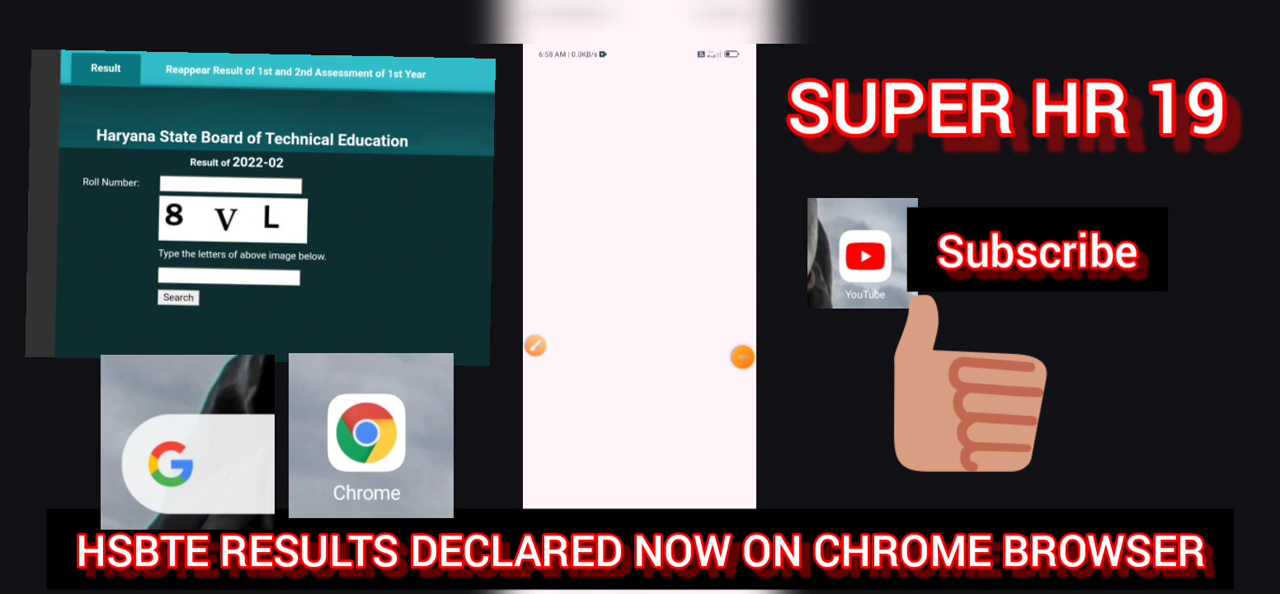 Result
Reappear Result of 1st and 2nd Assessment of 1st Year
Haryana State Board of Technical Education
Result of 2022-02
Roll Number:
8 V L
Type the letters of above image below.
Search
G
Chrome
6:58 AM | 0.0KB/s
SUPER HR 19
YouTube
Subscribe
HSBTE RESULTS DECLARED NOW ON CHROME BROWSER